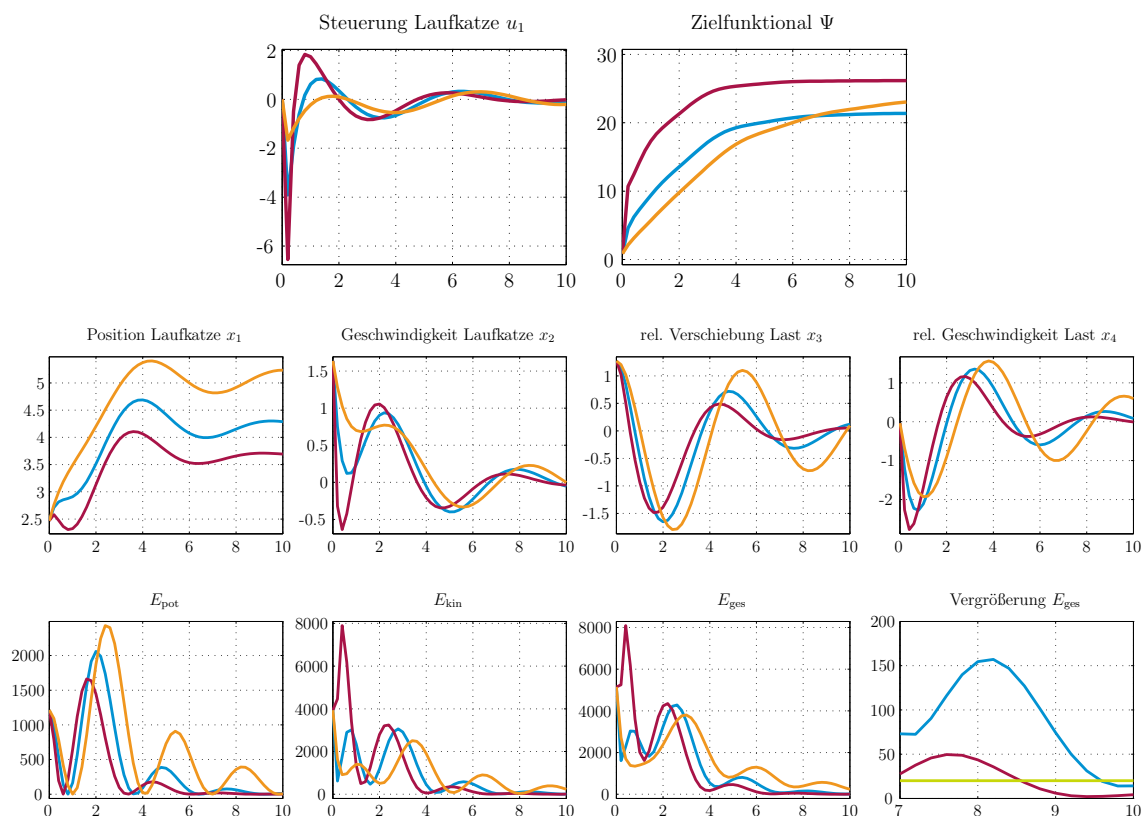 Steuerung Laufkatze u₁
2
0
-2
-4
-6
0 2 4 6 8 10
Zielfunktional Ψ
30
20
10
0
0 2 4 6 8 10
Position Laufkatze x₁
5
4.5
4
3.5
3
2.5
0 2 4 6 8 10
Geschwindigkeit Laufkatze x₂
1.5
1
0.5
0
-0.5
0 2 4 6 8 10
rel. Verschiebung Last x₃
1
0.5
0
-0.5
-1
-1.5
0 2 4 6 8 10
rel. Geschwindigkeit Last x₄
1
0
-1
-2
0 2 4 6 8 10
E_pot
2000
1500
1000
500
0
0 2 4 6 8 10
E_kin
8000
6000
4000
2000
0
0 2 4 6 8 10
E_ges
8000
6000
4000
2000
0
0 2 4 6 8 10
Vergrößerung E_ges
200
150
100
50
0
7 8 9 10